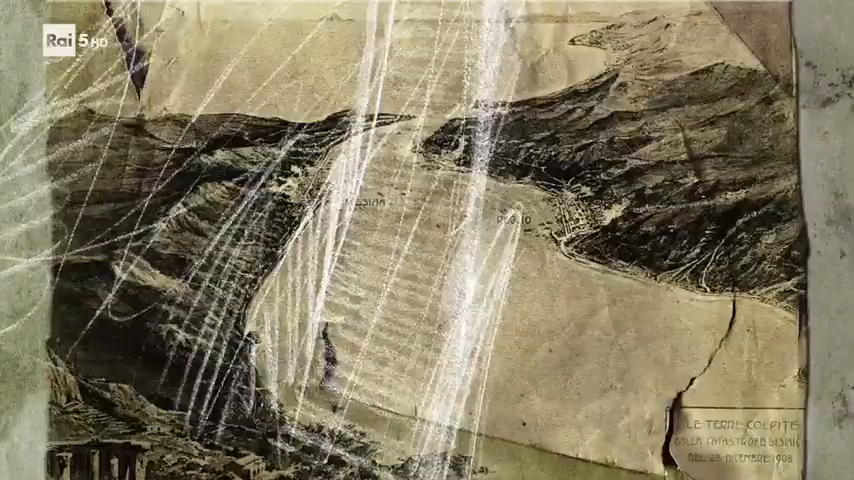 Rai 5 HD
MESSINA
REGGIO
LE TERRE COLPITE
DALLA CATASTROFE SISMICA
DEL 28 DICEMBRE 1908